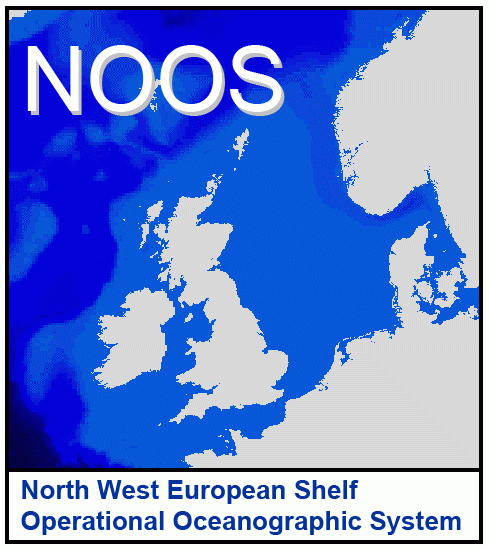 NOOS
North West European Shelf
Operational Oceanographic System